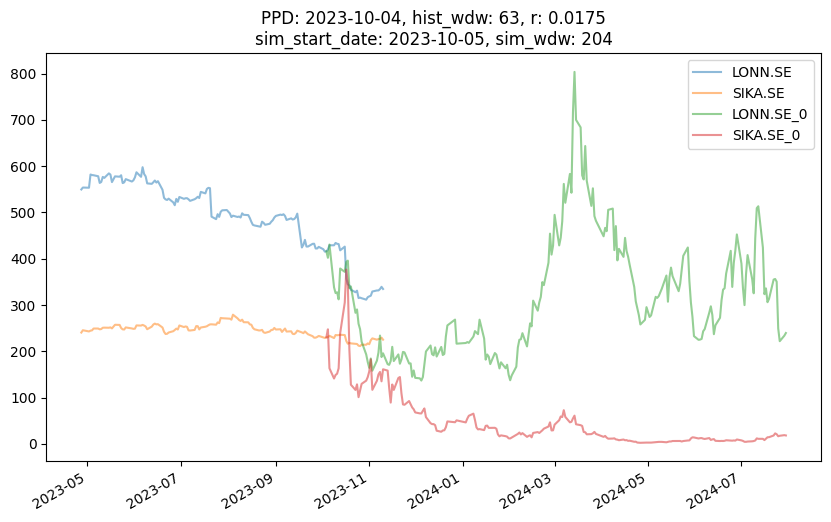 PPD: 2023-10-04, hist_wdw: 63, r: 0.0175
sim_start_date: 2023-10-05, sim_wdw: 204
LONN.SE
SIKA.SE
LONN.SE_0
SIKA.SE_0
800
700
600
500
400
300
200
100
0
2023-05
2023-07
2023-09
2023-11
2024-01
2024-03
2024-05
2024-07